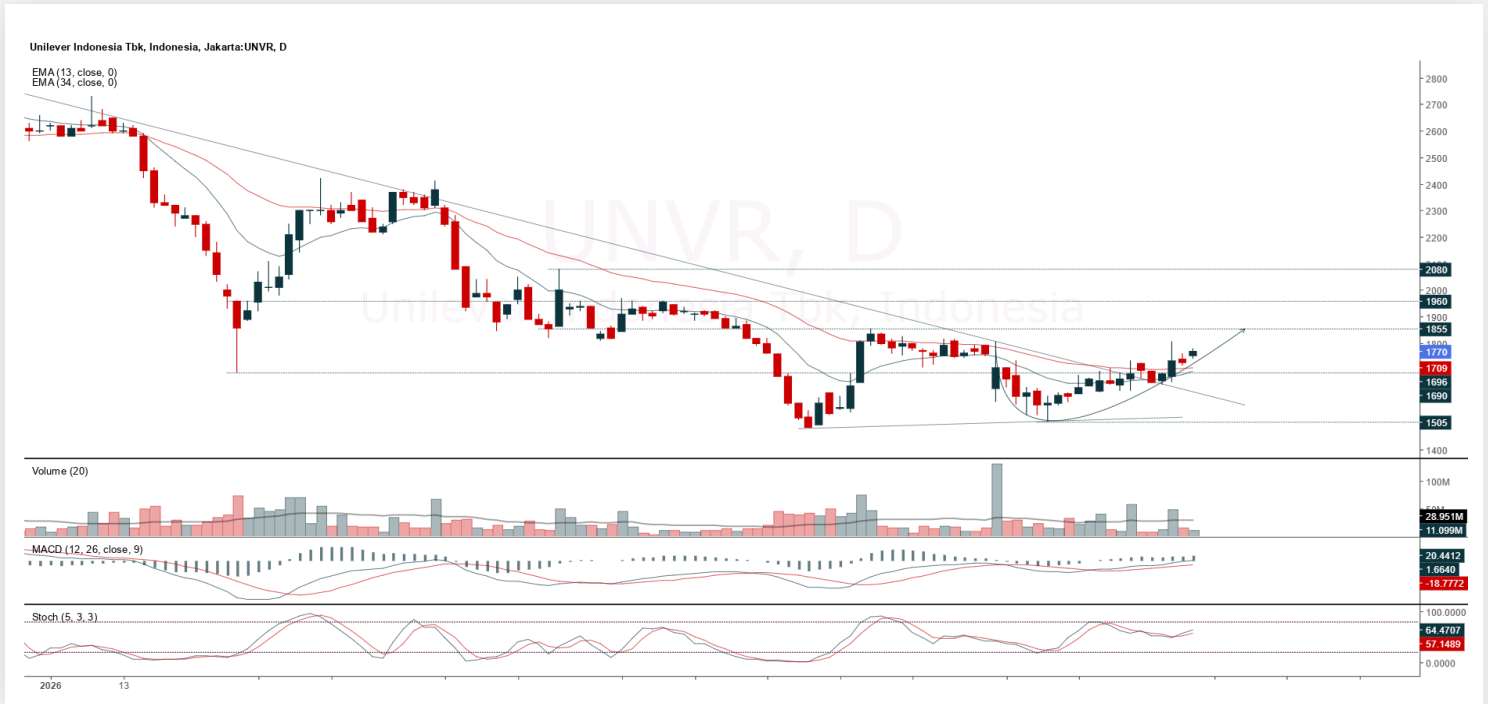 Unilever Indonesia Tbk, Indonesia, Jakarta:UNVR, D
EMA (13, close, 0)
EMA (34, close, 0)
UNVR, D
Unilever Indonesia Tbk, Indonesia
2800
2700
2600
2500
2400
2300
2200
2080
2000
1960
1900
1855
1800
1770
1709
1696
1690
1505
1400
Volume (20)
100M
28.951M
11.099M
MACD (12, 26, close, 9)
20.4412
1.6640
-18.7772
Stoch (5, 3, 3)
100.0000
64.4707
57.1489
0.0000
2026
13